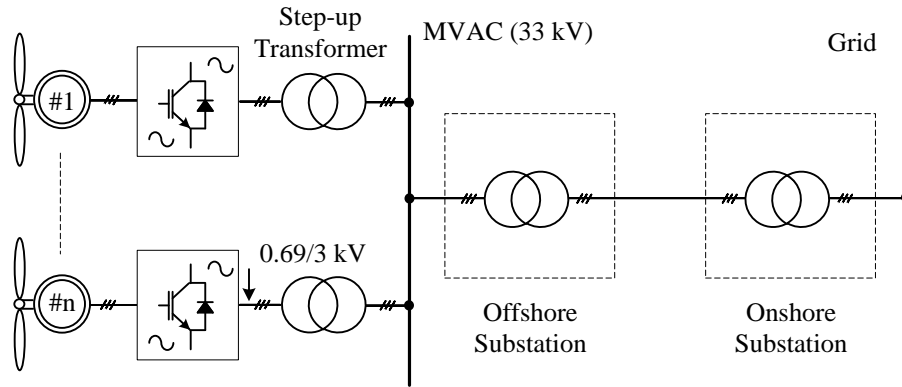 Step-up
Transformer
MVAC (33 kV)
Grid
#1
#n
0.69/3 kV
Offshore
Substation
Onshore
Substation